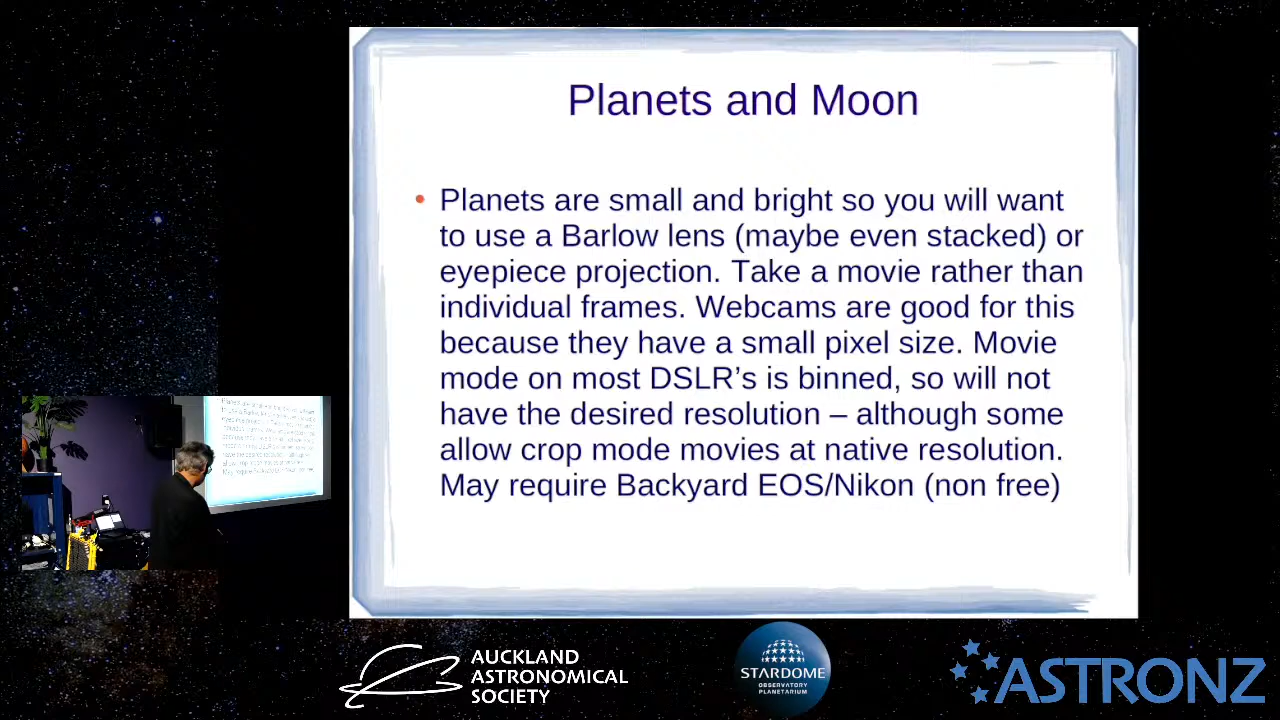 Planets and Moon
Planets are small and bright so you will want
to use a Barlow lens (maybe even stacked) or
eyepiece projection. Take a movie rather than
individual frames. Webcams are good for this
because they have a small pixel size. Movie
mode on most DSLR’s is binned, so will not
have the desired resolution – although some
allow crop mode movies at native resolution.
May require Backyard EOS/Nikon (non free)
AUCKLAND
ASTRONOMICAL
SOCIETY
STARDOME
OBSERVATORY
PLANETARIUM
ASTRONZ